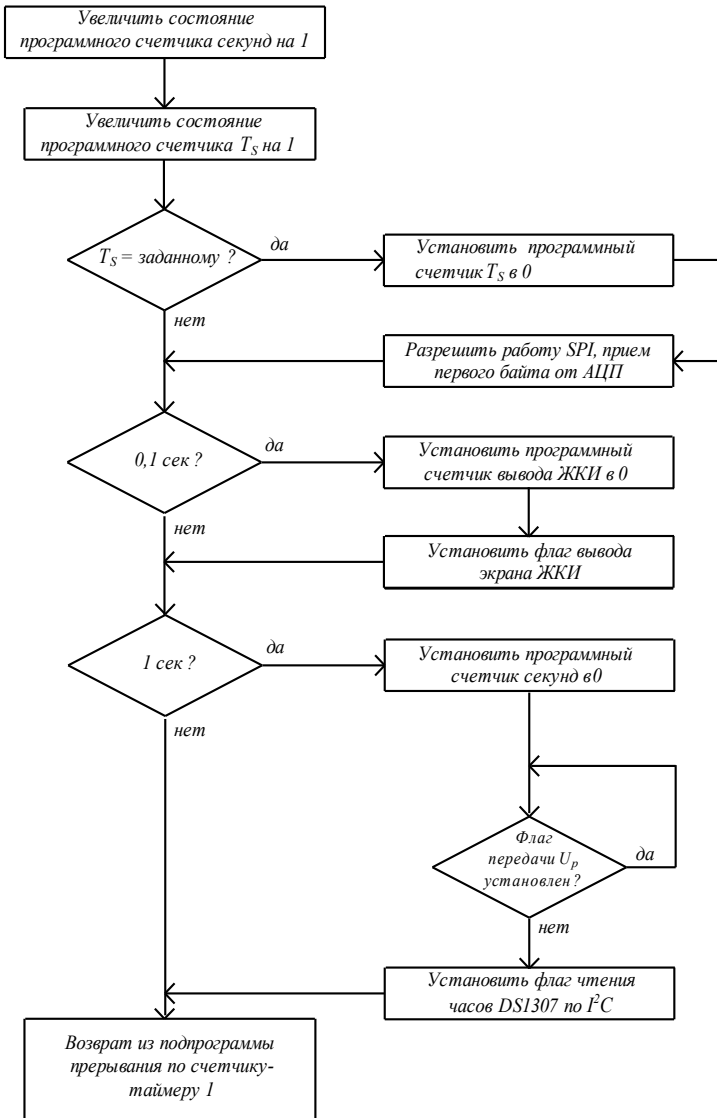 Увеличить состояние
программного счетчика секунд на 1
Увеличить состояние
программного счетчика T_S на 1
T_S = заданному ?
да
Установить программный
счетчик T_S в 0
нет
Разрешить работу SPI, прием
первого байта от АЦП
0,1 сек ?
да
Установить программный
счетчик вывода ЖКИ в 0
нет
Установить флаг вывода
экрана ЖКИ
1 сек ?
да
Установить программный
счетчик секунд в 0
нет
Флаг
передачи U_p
установлен ?
да
нет
Установить флаг чтения
часов DS1307 по I²C
Возврат из подпрограммы
прерывания по счетчику-
таймеру 1